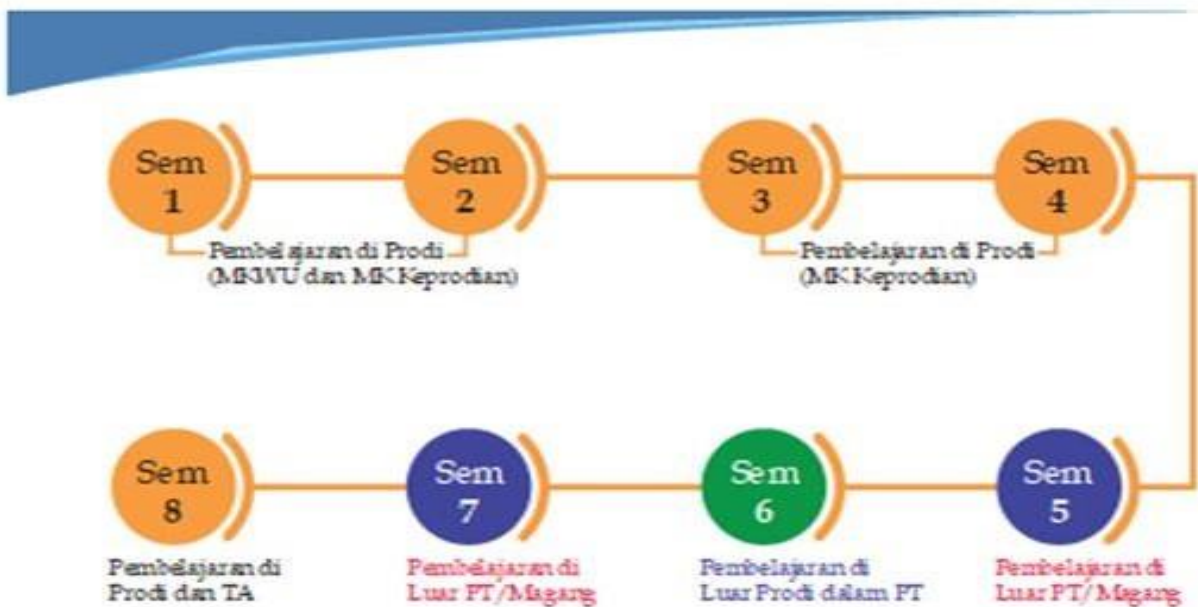 Sem
1
Sem
2
Sem
3
Sem
4
Pembelajaran di Prodi
(MKWU dan MK Keprodian)
Pembelajaran di Prodi
(MK Keprodian)
Sem
8
Sem
7
Sem
6
Sem
5
Pembelajaran di
Prodi dan TA
Pembelajaran di
Luar PT/Magang
Pembelajaran di
Luar Prodi dalam PT
Pembelajaran di
Luar PT/Magang